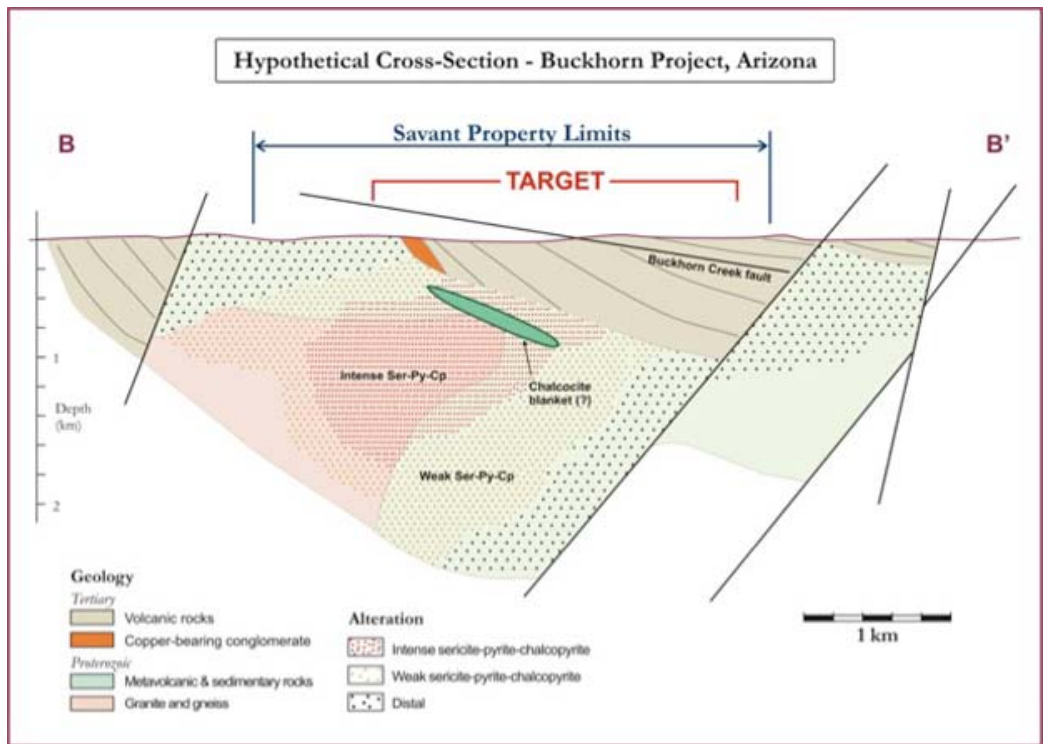 Hypothetical Cross-Section - Buckhorn Project, Arizona
B
Savant Property Limits
B'
TARGET
Buckhorn Creek fault
1
Intense Ser-Py-Cp
Chalcocite
blanket (?)
Depth
(km)
Weak Ser-Py-Cp
2
Geology
Tertiary
Volcanic rocks
Copper-bearing conglomerate
Proterozoic
Metavolcanic & sedimentary rocks
Granite and gneiss
Alteration
Intense sericite-pyrite-chalcopyrite
Weak sericite-pyrite-chalcopyrite
Distal
1 km